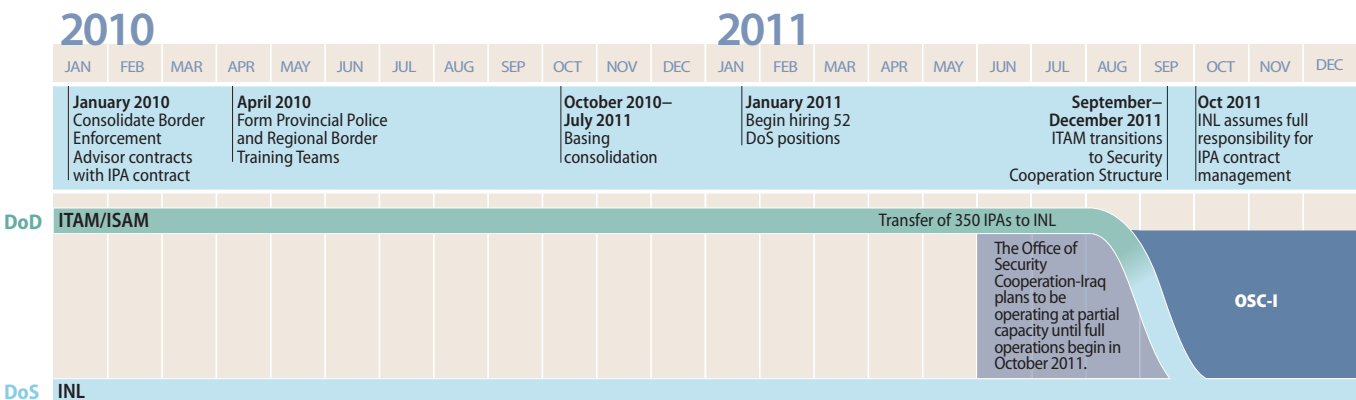 2010
2011
JAN FEB MAR APR MAY JUN JUL AUG SEP OCT NOV DEC JAN FEB MAR APR MAY JUN JUL AUG SEP OCT NOV DEC
January 2010
Consolidate Border
Enforcement
Advisor contracts
with IPA contract
April 2010
Form Provincial Police
and Regional Border
Training Teams
October 2010–
July 2011
Basing
consolidation
January 2011
Begin hiring 52
DoS positions
September–
December 2011
ITAM transitions
to Security
Cooperation Structure
Oct 2011
INL assumes full
responsibility for
IPA contract
management
DoD
ITAM/ISAM
Transfer of 350 IPAs to INL
The Office of
Security
Cooperation-Iraq
plans to be
operating at partial
capacity until full
operations begin in
October 2011.
OSC-I
DoS
INL